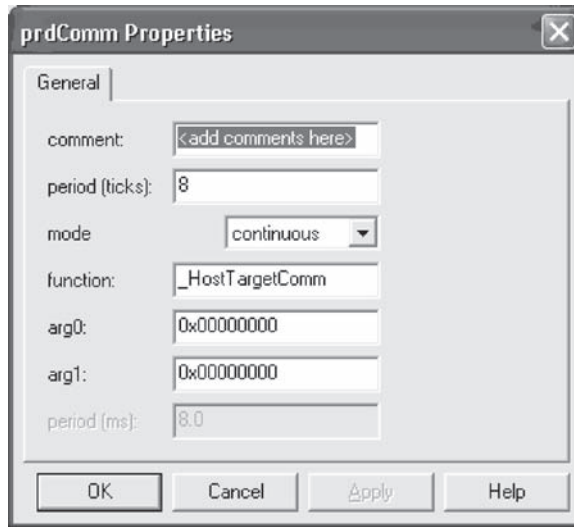 prdComm Properties
General
comment: <add comments here>
period (ticks): 8
mode continuous
function: _HostTargetComm
arg0: 0x00000000
arg1: 0x00000000
period (ms): 8.0
OK Cancel Apply Help